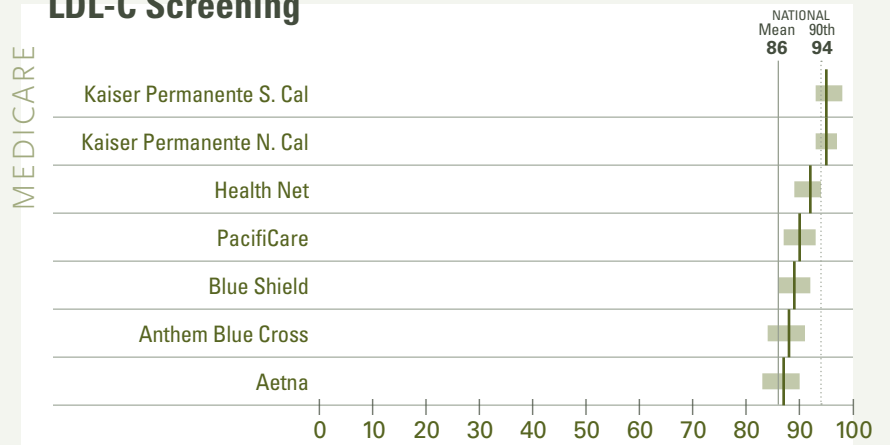 LDL-C Screening
NATIONAL
Mean 90th
86 94
MEDICARE
Kaiser Permanente S. Cal
Kaiser Permanente N. Cal
Health Net
PacifiCare
Blue Shield
Anthem Blue Cross
Aetna
0 10 20 30 40 50 60 70 80 90 100